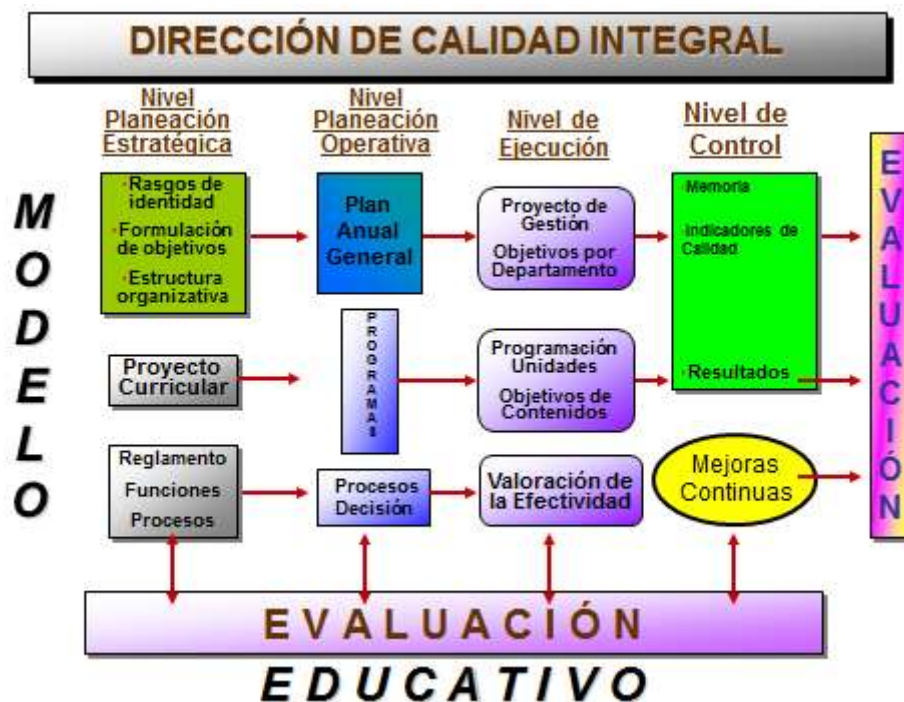 DIRECCIÓN DE CALIDAD INTEGRAL
Nivel
Planeación
Estratégica
Nivel
Planeación
Operativa
Nivel de
Ejecución
Nivel de
Control
MODELO
·Rasgos de
identidad
·Formulación
de objetivos
·Estructura
organizativa
Plan
Anual
General
Proyecto de
Gestión
Objetivos por
Departamento
·Memoria
·Indicadores de
Calidad
·Resultados
EVALUACIÓN
Proyecto
Curricular
PROGRAMAS
Programación
Unidades
Objetivos de
Contenidos
Reglamento
Funciones
Procesos
Procesos
Decisión
Valoración de
la Efectividad
Mejoras
Continuas
EVALUACIÓN
EDUCATIVO